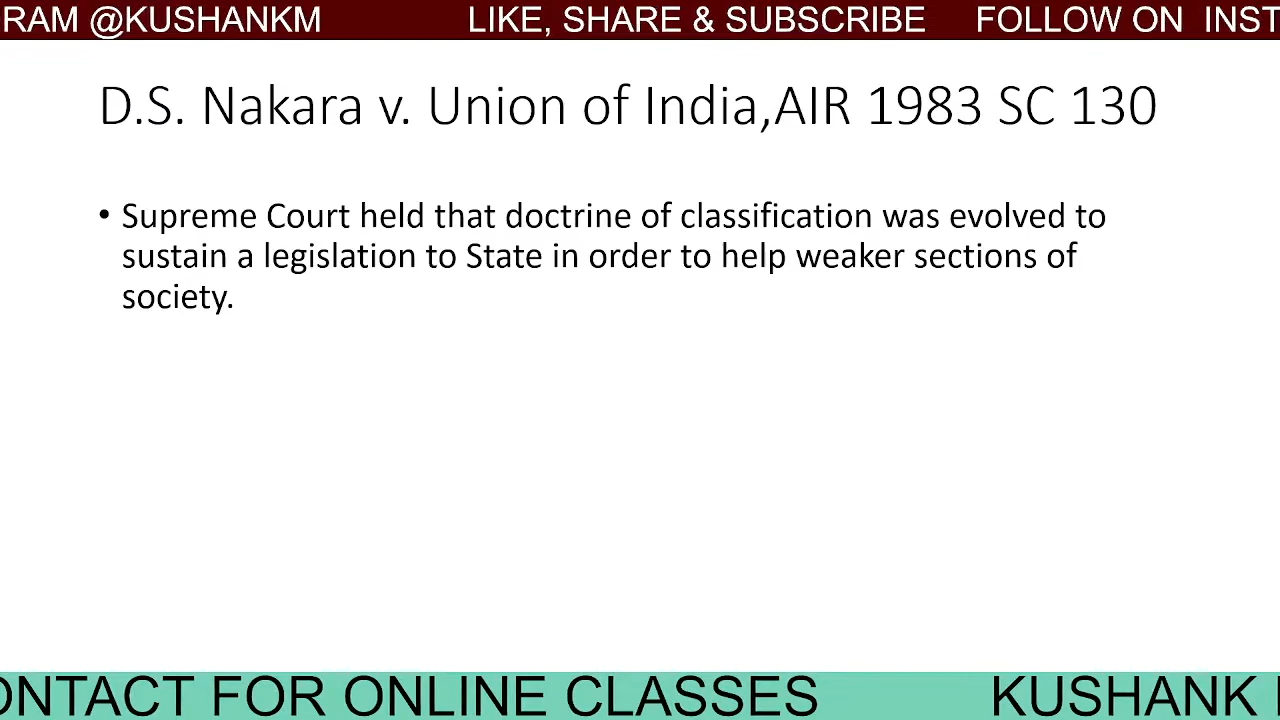 RAM @KUSHANKM LIKE, SHARE & SUBSCRIBE FOLLOW ON INST
D.S. Nakara v. Union of India,AIR 1983 SC 130
• Supreme Court held that doctrine of classification was evolved to
sustain a legislation to State in order to help weaker sections of
society.
ONTACT FOR ONLINE CLASSES KUSHANK